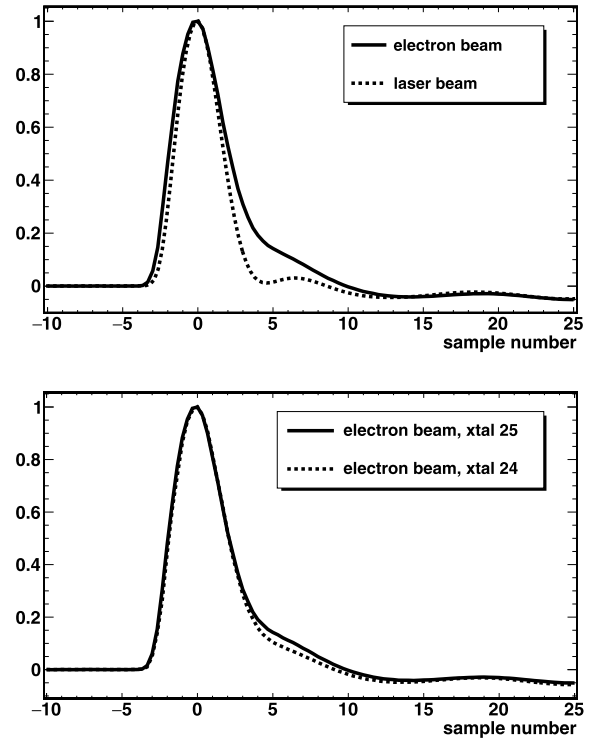 1
electron beam
0.8
laser beam
0.6
0.4
0.2
0
−10 −5 0 5 10 15 20 25
sample number
1
electron beam, xtal 25
0.8
electron beam, xtal 24
0.6
0.4
0.2
0
−10 −5 0 5 10 15 20 25
sample number